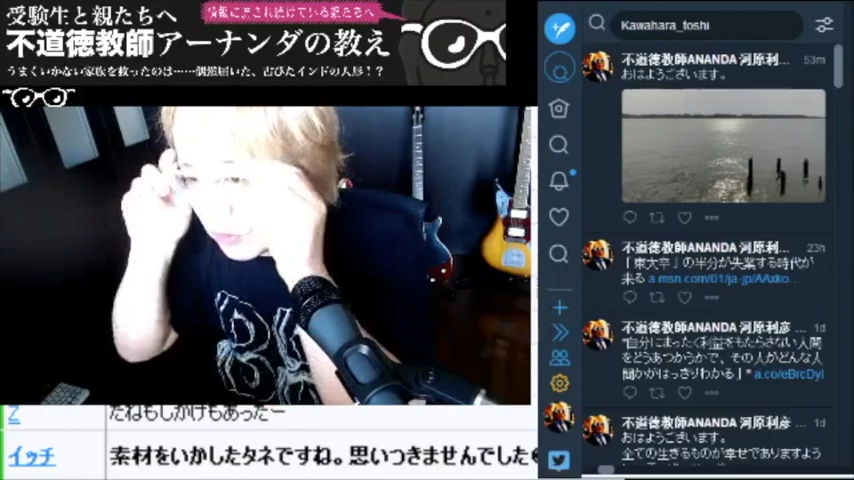 受験生と親たちへ
情報に流され続けている親たちへ
不道徳教師アーナンダの教え
うまくいかない家族を救ったのは……偶然届いた、古びたインドの人形!?
Kawahara_toshi
不道徳教師ANANDA 河原利... 53m
おはようございます。
不道徳教師ANANDA 河原利... 23h
「東大卒」の半分が失業する時代が
来る a.msn.com/01/ja-jp/AAxko...
不道徳教師ANANDA 河原利彦 ... 1d
"自分にまったく利益をもたらさない人間
をどうあつかうかで、その人がどんな人
間かがはっきりわかる」" a.co/eBrcDyl
不道徳教師ANANDA 河原利彦 ... 1d
おはようございます。
全ての生きるものが幸せでありますよう
Z
たねもしかけもあったー
イッチ
素材をいかしたタネですね。思いつきませんでした